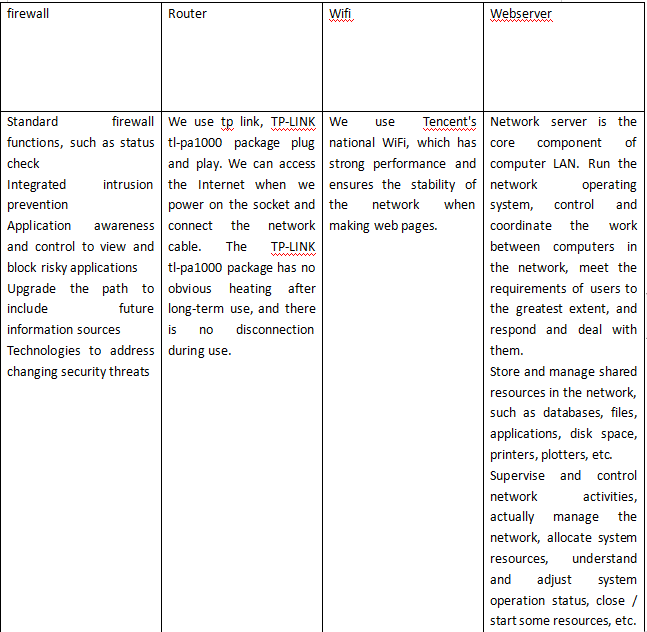 firewall
Router
Wifi
Webserver
Standard firewall
functions, such as status
check
Integrated intrusion
prevention
Application awareness
and control to view and
block risky applications
Upgrade the path to
include future
information sources
Technologies to address
changing security threats
We use tp link, TP-LINK
tl-pa1000 package plug
and play. We can access
the Internet when we
power on the socket and
connect the network
cable. The TP-LINK
tl-pa1000 package has no
obvious heating after
long-term use, and there
is no disconnection
during use.
We use Tencent's
national WiFi, which has
strong performance and
ensures the stability of
the network when
making web pages.
Network server is the
core component of
computer LAN. Run the
network operating
system, control and
coordinate the work
between computers in
the network, meet the
requirements of users to
the greatest extent, and
respond and deal with
them.
Store and manage shared
resources in the network,
such as databases, files,
applications, disk space,
printers, plotters, etc.
Supervise and control
network activities,
actually manage the
network, allocate system
resources, understand
and adjust system
operation status, close /
start some resources, etc.